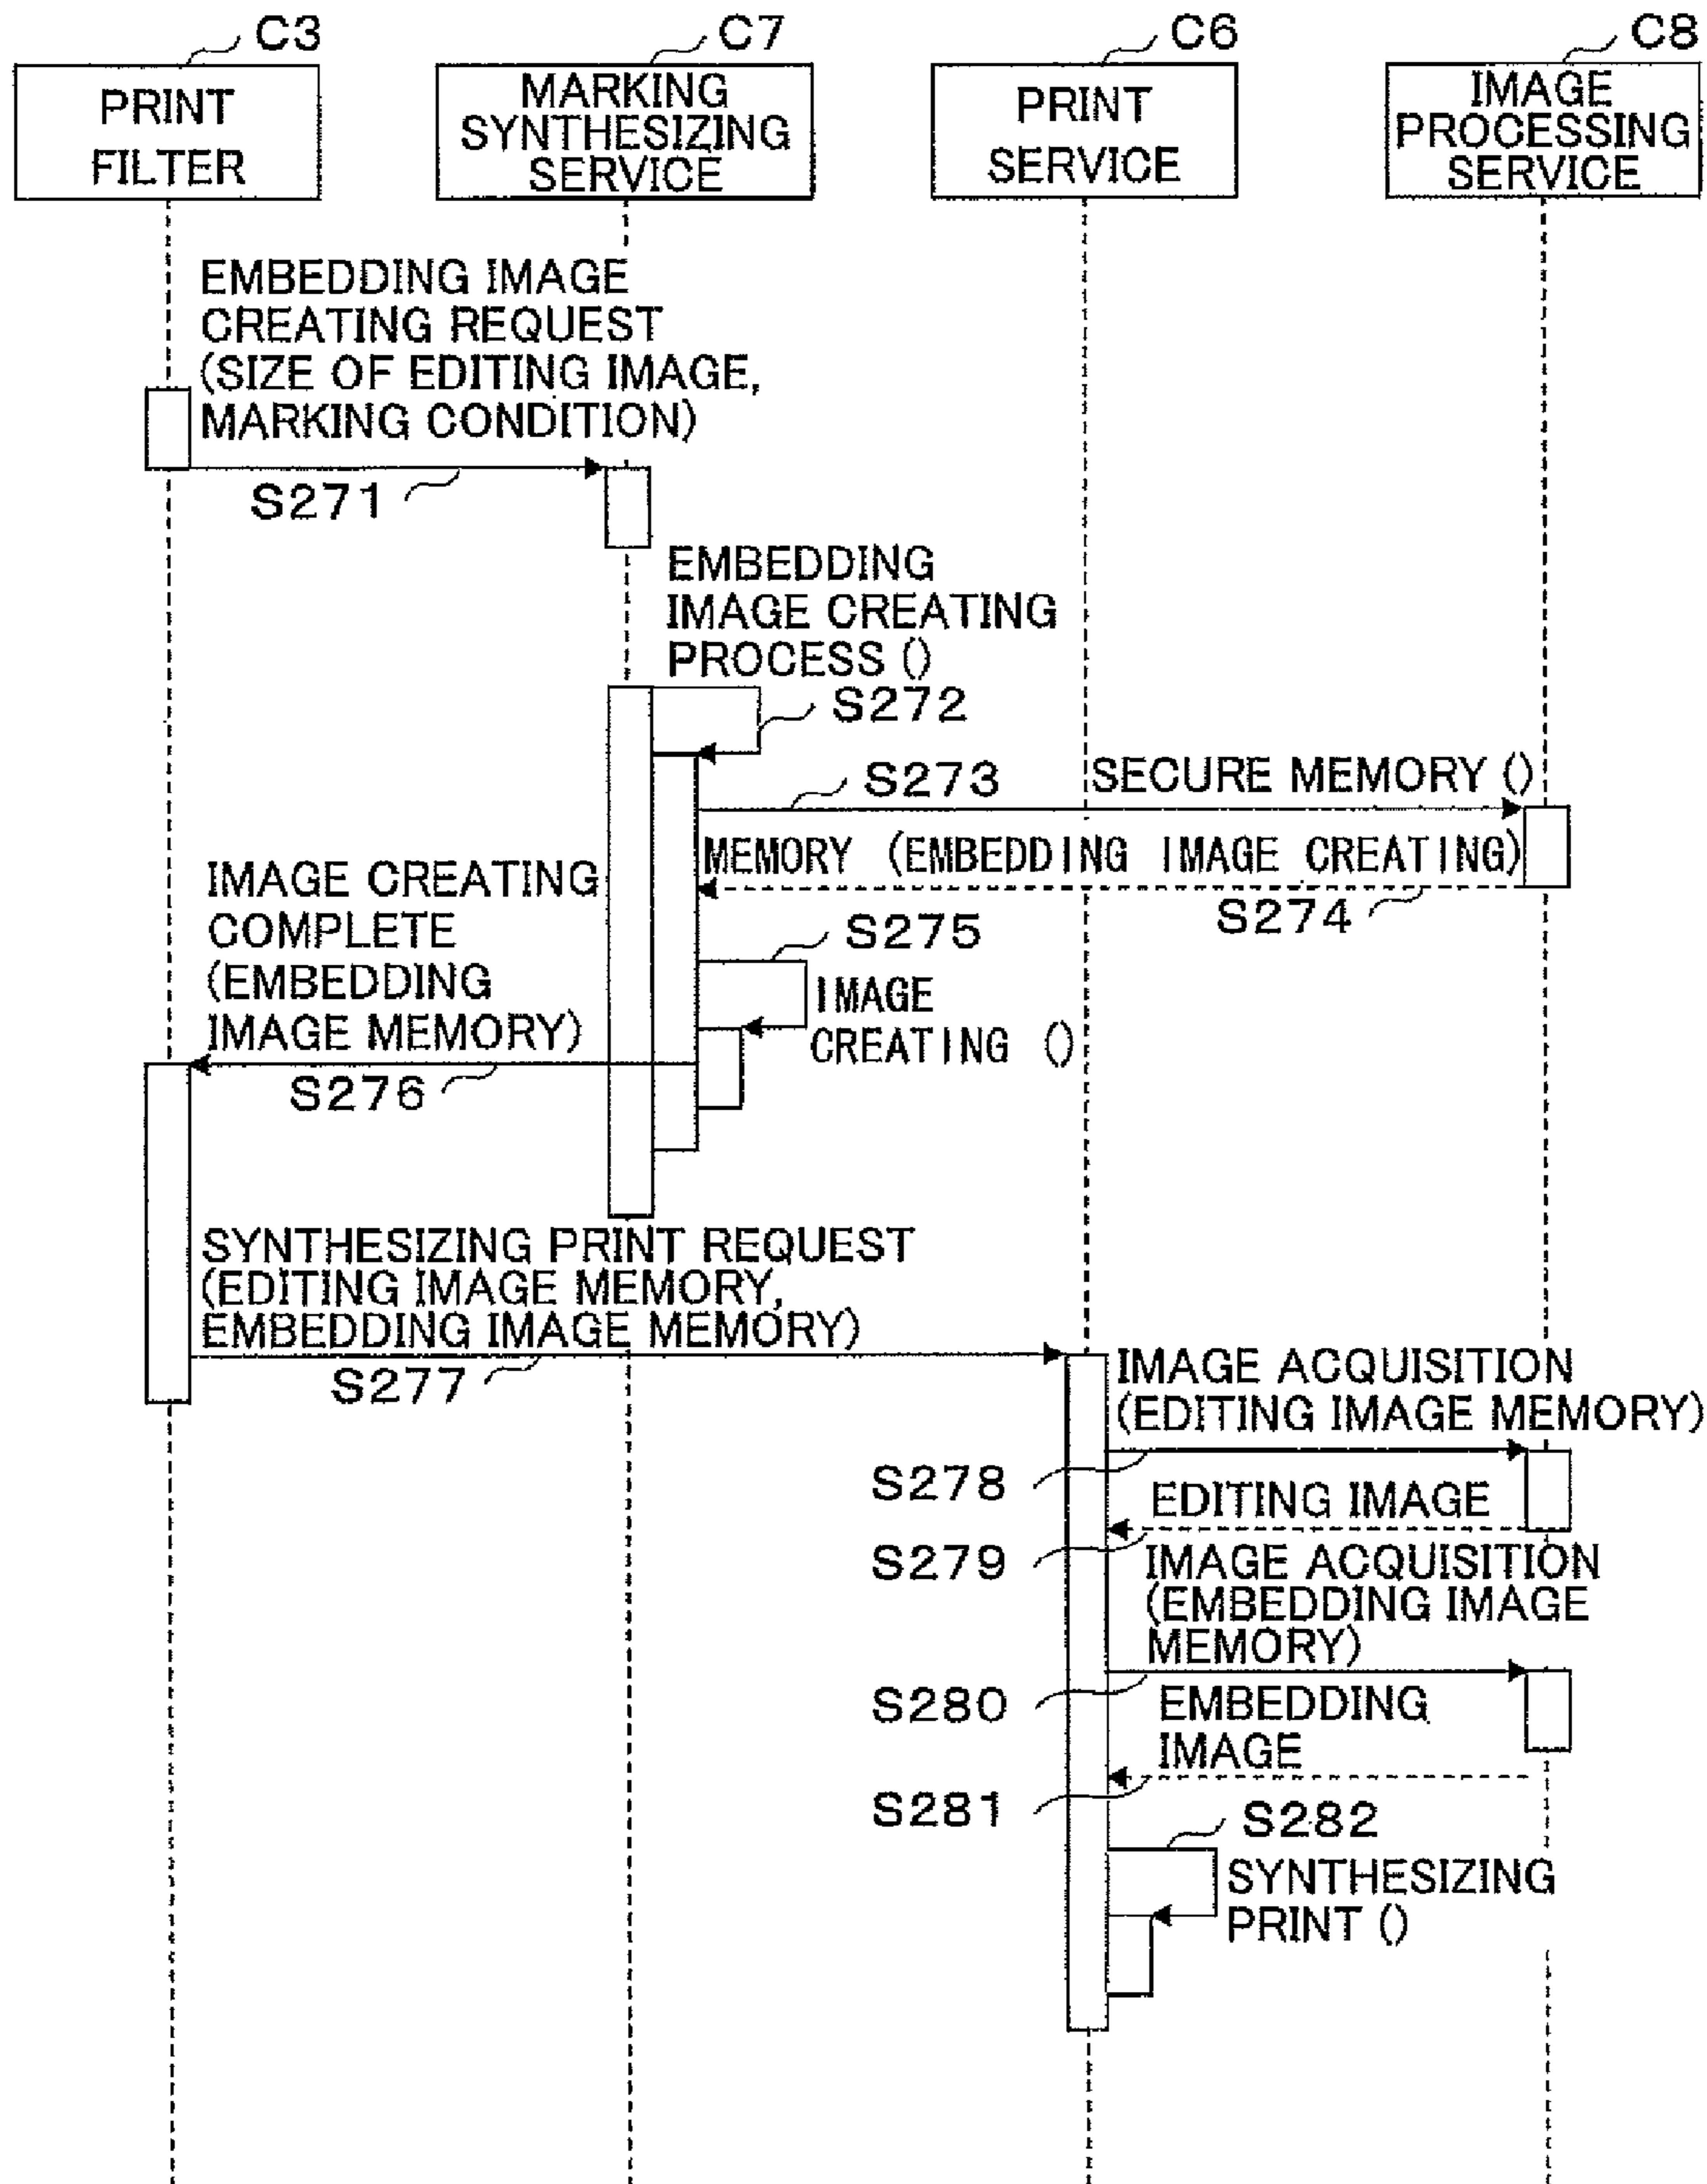 C3
C7
C6
C8
PRINT
FILTER
MARKING
SYNTHESIZING
SERVICE
PRINT
SERVICE
IMAGE
PROCESSING
SERVICE
EMBEDDING IMAGE
CREATING REQUEST
(SIZE OF EDITING IMAGE,
MARKING CONDITION)
S271
EMBEDDING
IMAGE CREATING
PROCESS ()
S272
S273
SECURE MEMORY ()
MEMORY (EMBEDDING IMAGE CREATING)
S274
S275
IMAGE
CREATING ()
IMAGE CREATING
COMPLETE
(EMBEDDING
IMAGE MEMORY)
S276
SYNTHESIZING PRINT REQUEST
(EDITING IMAGE MEMORY,
EMBEDDING IMAGE MEMORY)
S277
IMAGE ACQUISITION
(EDITING IMAGE MEMORY)
S278
EDITING IMAGE
S279
IMAGE ACQUISITION
(EMBEDDING IMAGE
MEMORY)
S280
EMBEDDING
IMAGE
S281
S282
SYNTHESIZING
PRINT ()